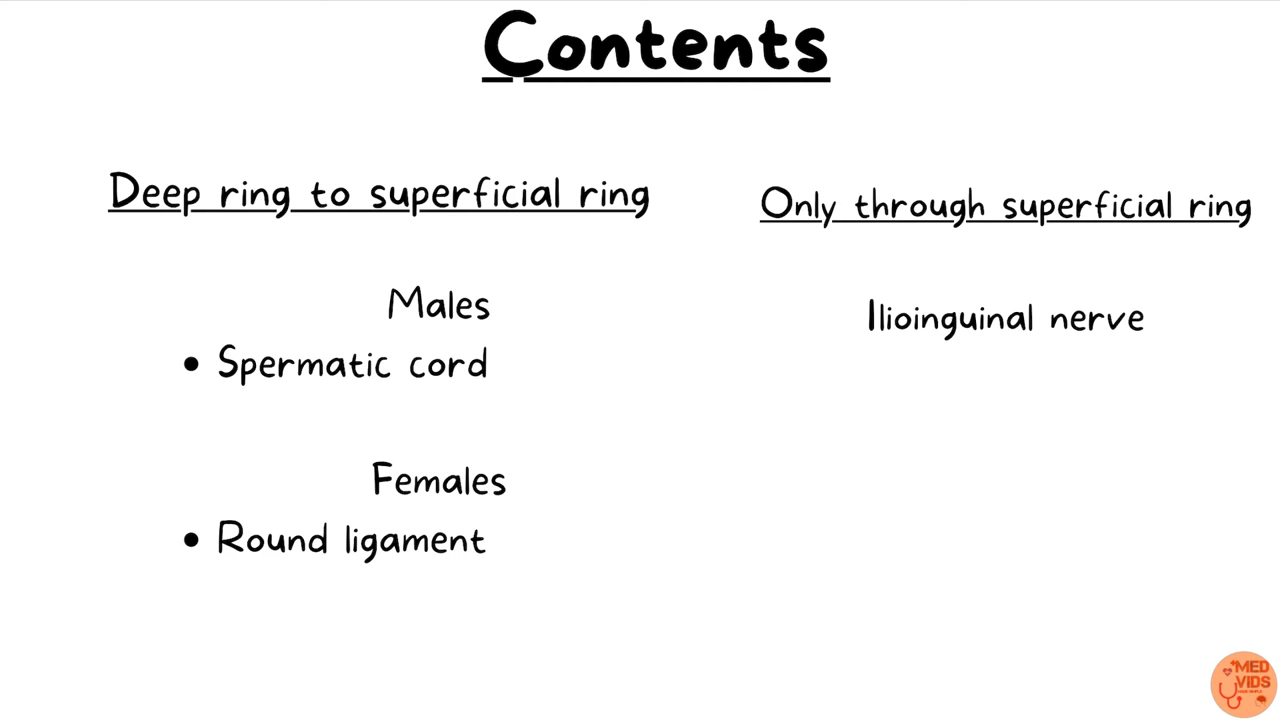 Contents
Deep ring to superficial ring
Males
• Spermatic cord
Females
• Round ligament
Only through superficial ring
Ilioinguinal nerve
MED
VIDS